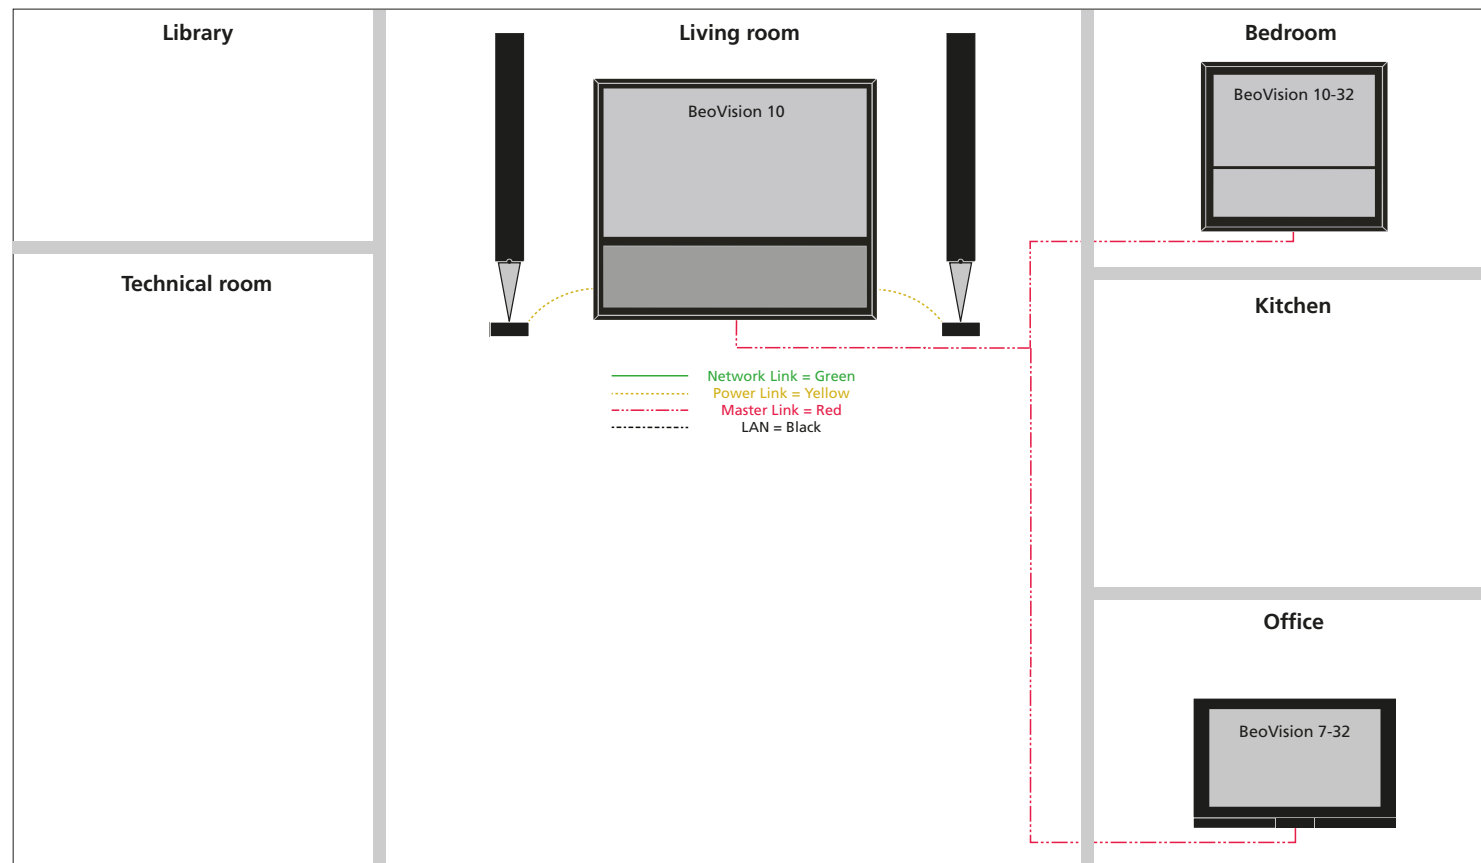 Library
Living room
Bedroom
BeoVision 10
BeoVision 10-32
Technical room
Kitchen
Network Link = Green
Power Link = Yellow
Master Link = Red
LAN = Black
Office
BeoVision 7-32